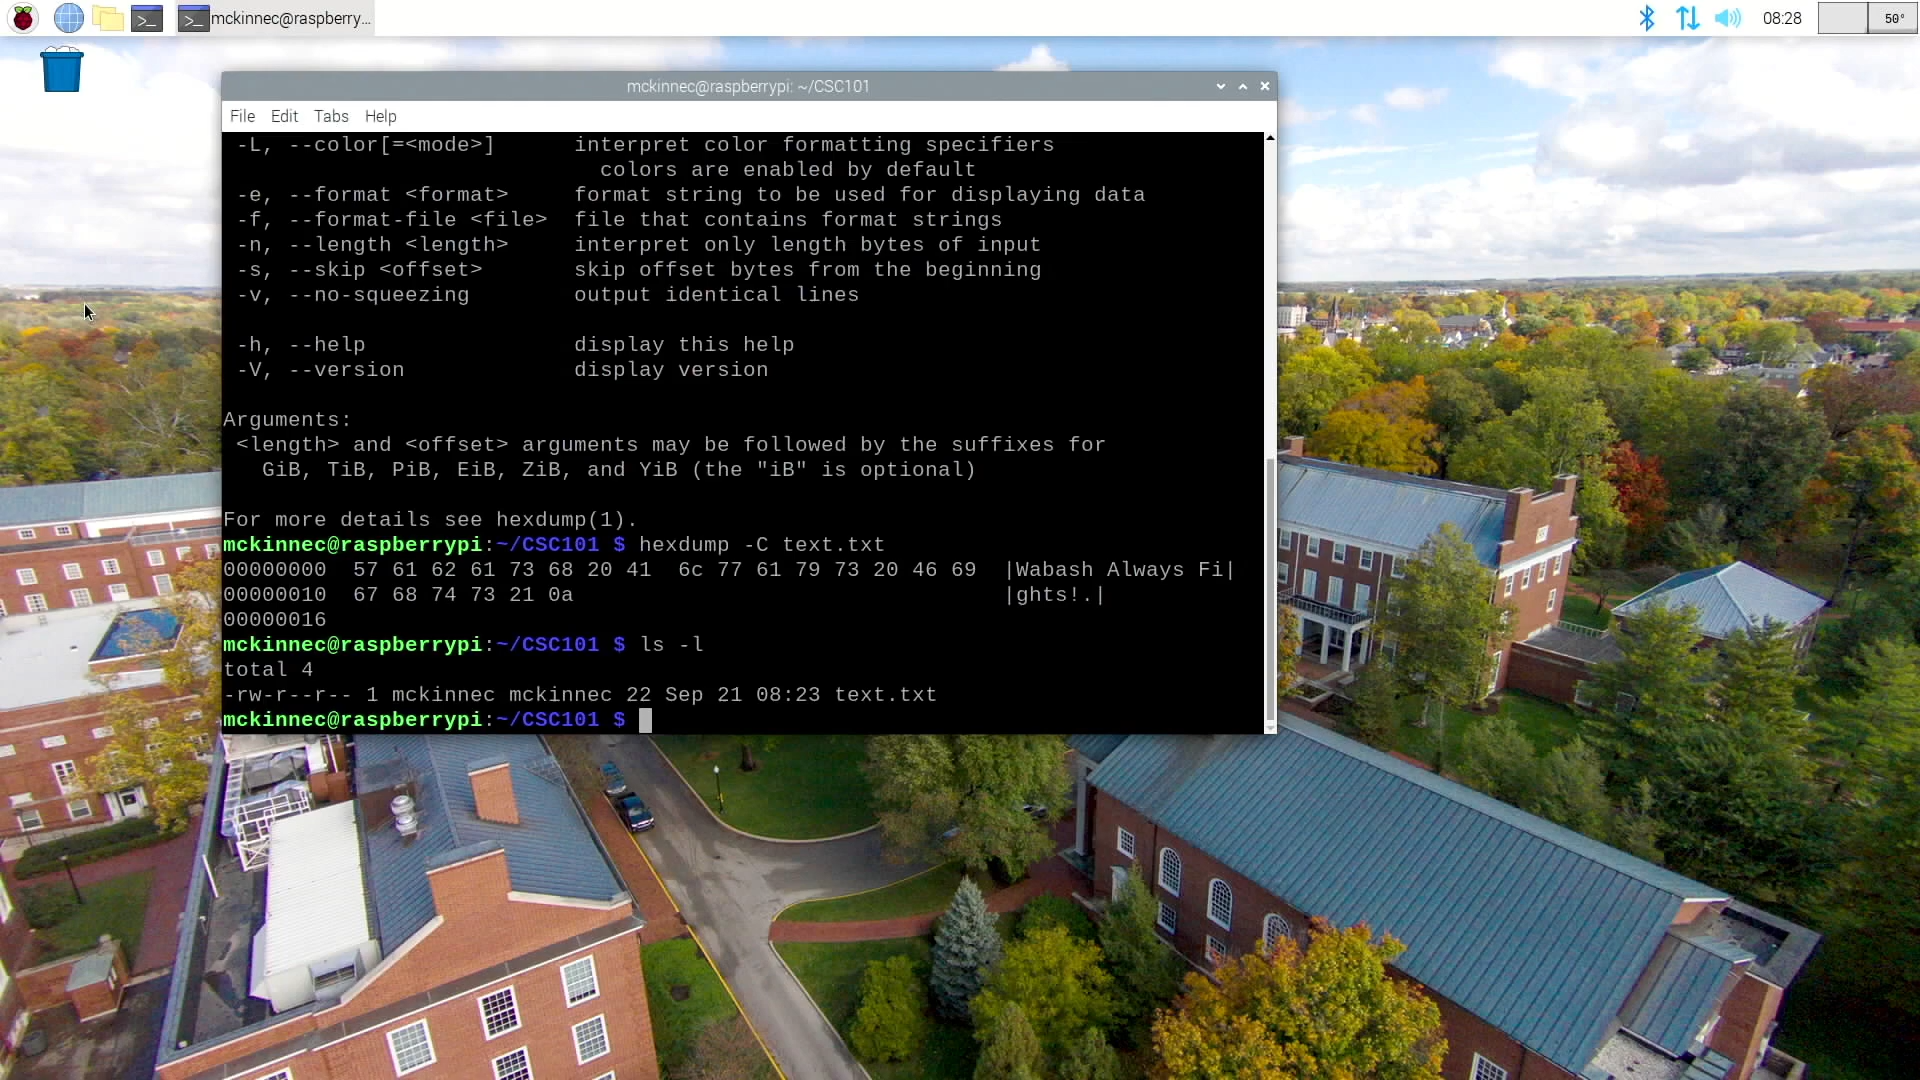 mckinnec@raspberry...
08:28
50°
mckinnec@raspberrypi: ~/CSC101
File Edit Tabs Help
-L, --color[=<mode>] interpret color formatting specifiers
colors are enabled by default
-e, --format <format> format string to be used for displaying data
-f, --format-file <file> file that contains format strings
-n, --length <length> interpret only length bytes of input
-s, --skip <offset> skip offset bytes from the beginning
-v, --no-squeezing output identical lines
-h, --help display this help
-V, --version display version
Arguments:
<length> and <offset> arguments may be followed by the suffixes for
GiB, TiB, PiB, EiB, ZiB, and YiB (the "iB" is optional)
For more details see hexdump(1).
mckinnec@raspberrypi:~/CSC101 $ hexdump -C text.txt
00000000 57 61 62 61 73 68 20 41 6c 77 61 79 73 20 46 69 |Wabash Always Fi|
00000010 67 68 74 73 21 0a |ghts!.|
00000016
mckinnec@raspberrypi:~/CSC101 $ ls -l
total 4
-rw-r--r-- 1 mckinnec mckinnec 22 Sep 21 08:23 text.txt
mckinnec@raspberrypi:~/CSC101 $